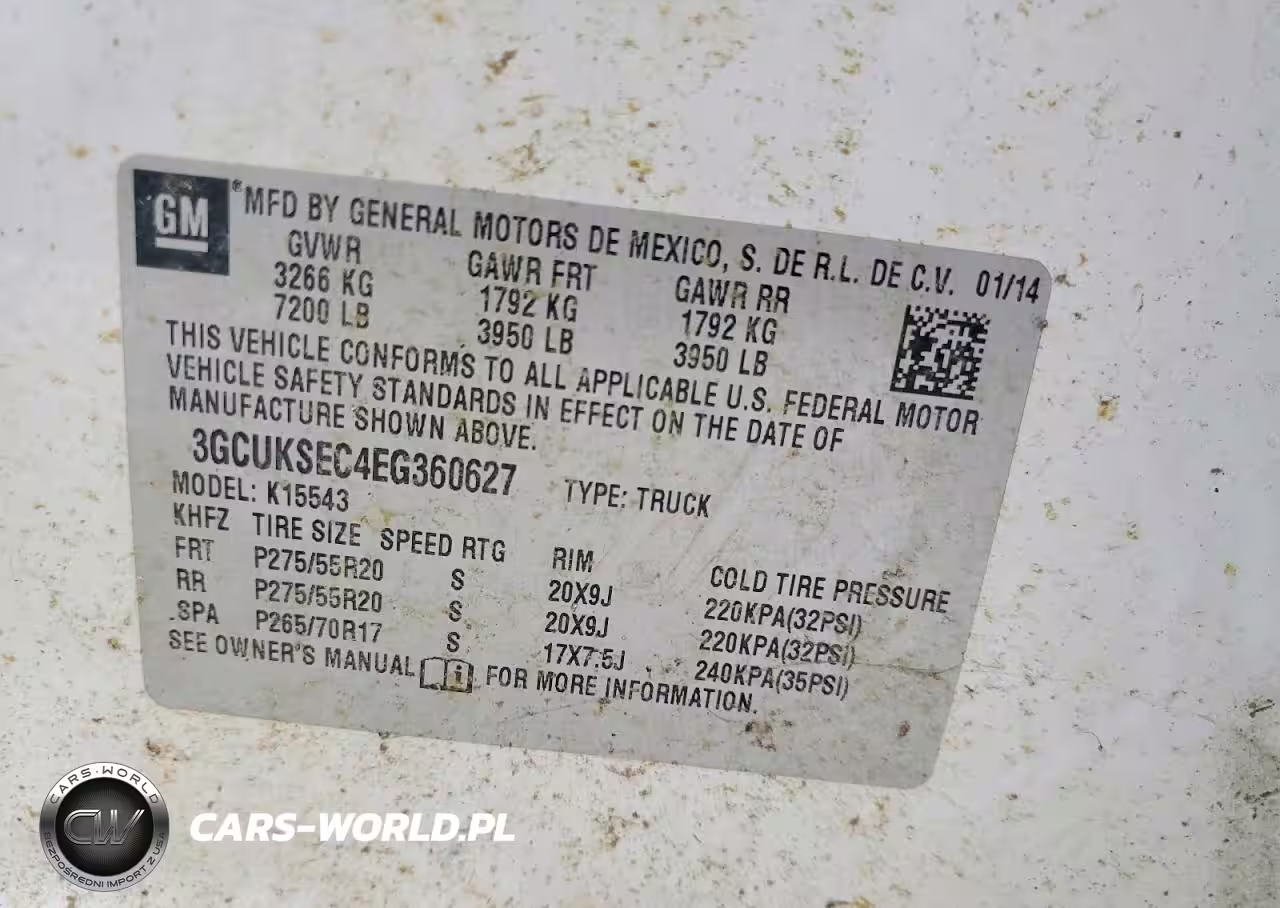 GM ® MFD BY GENERAL MOTORS DE MEXICO, S. DE R.L. DE C.V. 01/14
GVWR GAWR FRT GAWR RR
3266 KG 1792 KG 1792 KG
7200 LB 3950 LB 3950 LB
THIS VEHICLE CONFORMS TO ALL APPLICABLE U.S. FEDERAL MOTOR
VEHICLE SAFETY STANDARDS IN EFFECT ON THE DATE OF
MANUFACTURE SHOWN ABOVE.
3GCUKSEC4EG360627 TYPE: TRUCK
MODEL: K15543
KHFZ TIRE SIZE SPEED RTG RIM COLD TIRE PRESSURE
FRT P275/55R20 S 20X9J 220KPA(32PSI)
RR P275/55R20 S 20X9J 220KPA(32PSI)
SPA P265/70R17 S 17X7.5J 240KPA(35PSI)
SEE OWNER'S MANUAL i FOR MORE INFORMATION.
CARS-WORLD
CW
BEZPOŚREDNI IMPORT Z USA
CARS-WORLD.PL